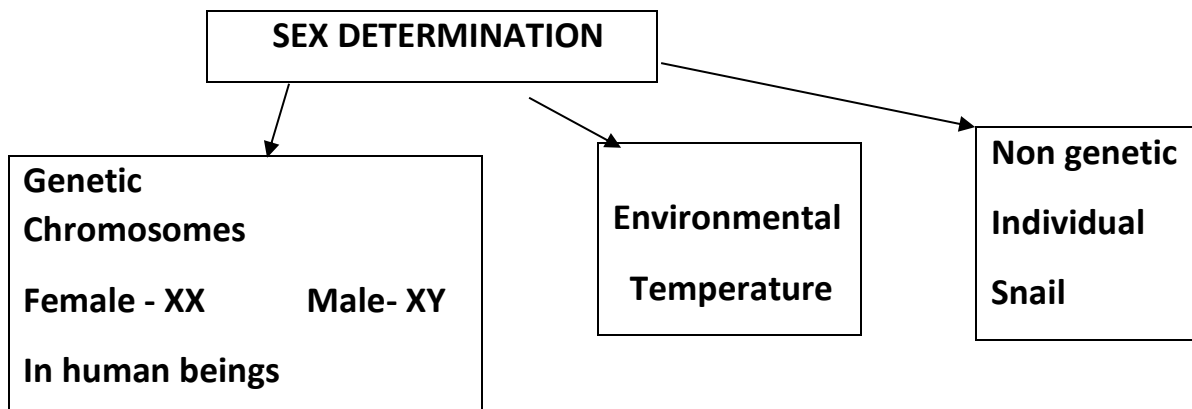 SEX DETERMINATION
Genetic
Chromosomes
Female - XX Male- XY
In human beings
Environmental
Temperature
Non genetic
Individual
Snail